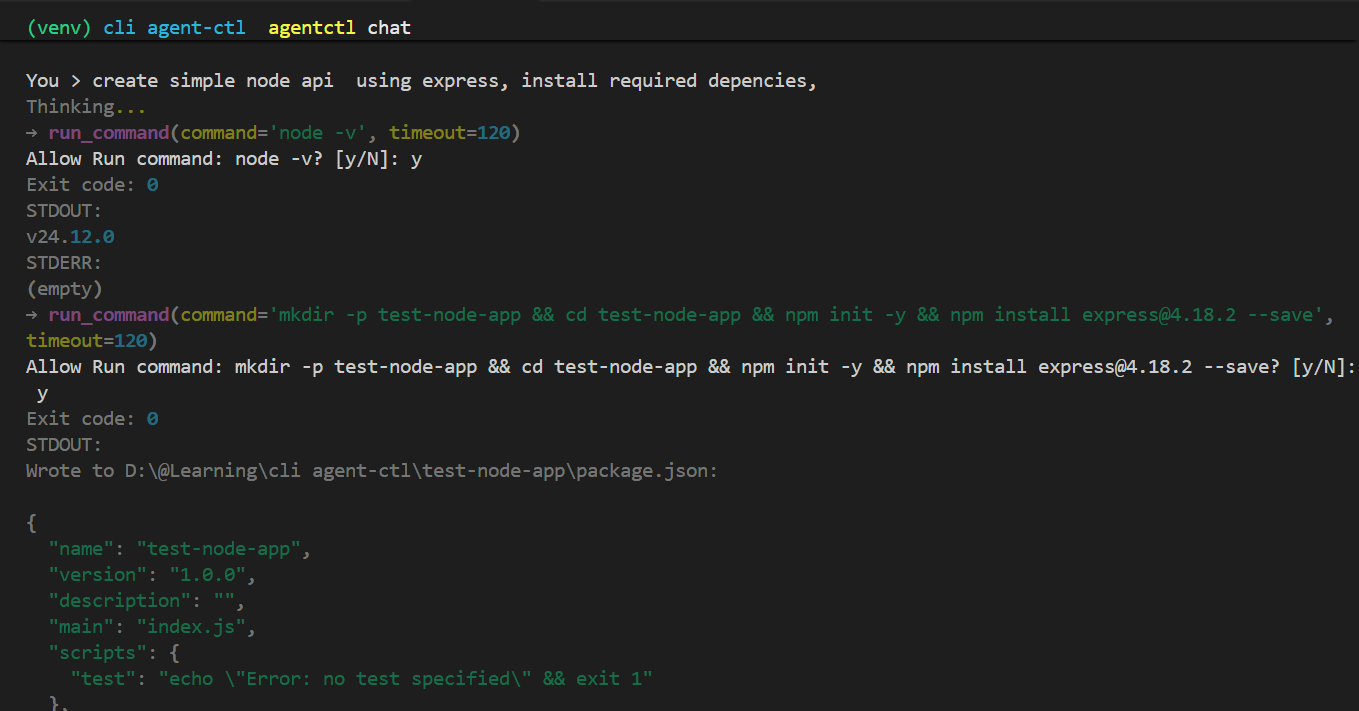 (venv) cli agent-ctl  agentctl chat
You > create simple node api  using express, install required depencies,
Thinking...
→ run_command(command='node -v', timeout=120)
Allow Run command: node -v? [y/N]: y
Exit code: 0
STDOUT:
v24.12.0
STDERR:
(empty)
→ run_command(command='mkdir -p test-node-app && cd test-node-app && npm init -y && npm install express@4.18.2 --save',
timeout=120)
Allow Run command: mkdir -p test-node-app && cd test-node-app && npm init -y && npm install express@4.18.2 --save? [y/N]:
 y
Exit code: 0
STDOUT:
Wrote to D:\@Learning\cli agent-ctl\test-node-app\package.json:
{
  "name": "test-node-app",
  "version": "1.0.0",
  "description": "",
  "main": "index.js",
  "scripts": {
    "test": "echo \"Error: no test specified\" && exit 1"
  },